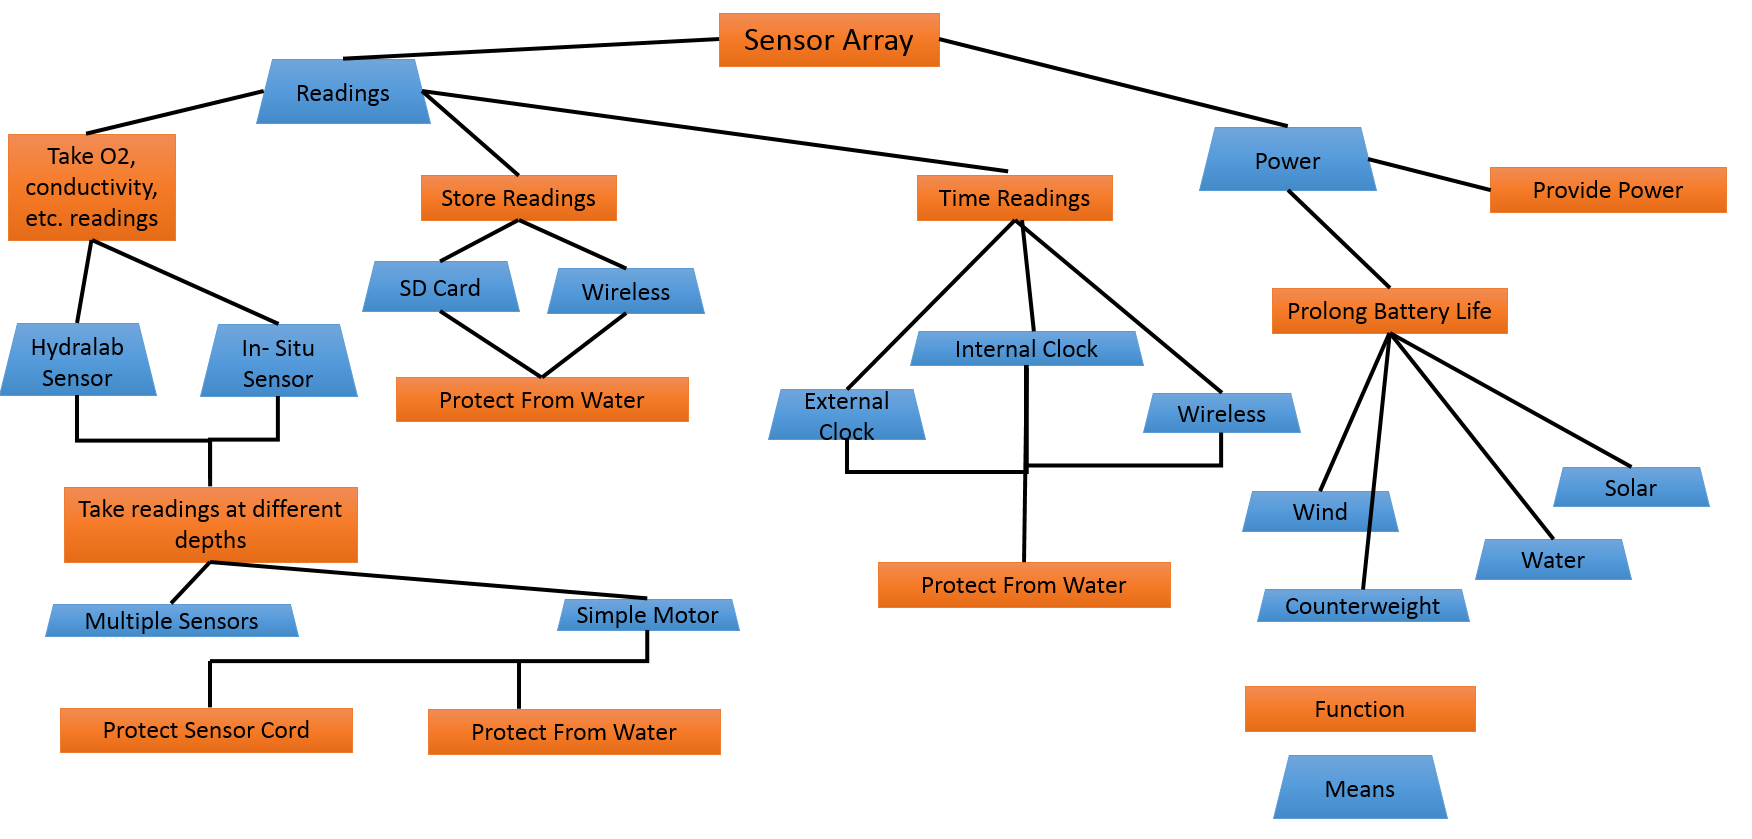 Sensor Array
Readings
Power
Take O2,
conductivity,
etc. readings
Store Readings
Time Readings
Provide Power
SD Card
Wireless
Prolong Battery Life
Hydralab
Sensor
In- Situ
Sensor
Internal Clock
Protect From Water
External
Clock
Wireless
Take readings at different
depths
Wind
Solar
Water
Counterweight
Protect From Water
Multiple Sensors
Simple Motor
Protect Sensor Cord
Protect From Water
Function
Means